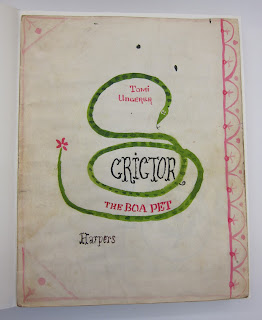 Tomi
Ungerer
CRiCTOR
THE BOA PET
Harpers